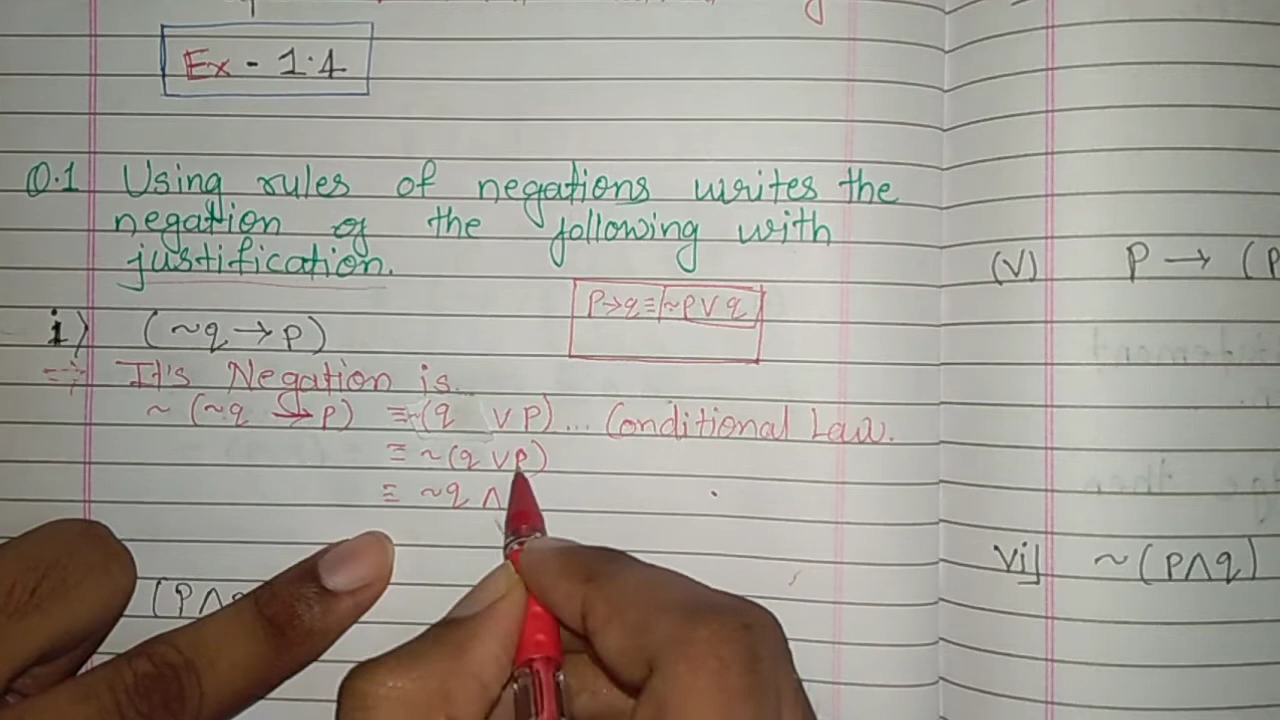 Ex - 1.4
Q.1 Using rules of negations writes the
negation of the following with
justification.
P→q≡~p∨q
i) (~q→p)
⇒ It's Negation is.
~(~q→p) ≡~(q ∨p)... Conditional Law.
≡ ~(q ∨p)
≡ ~q ∧
(p∧
(V) P → (P
Vi) ~(p∧q)